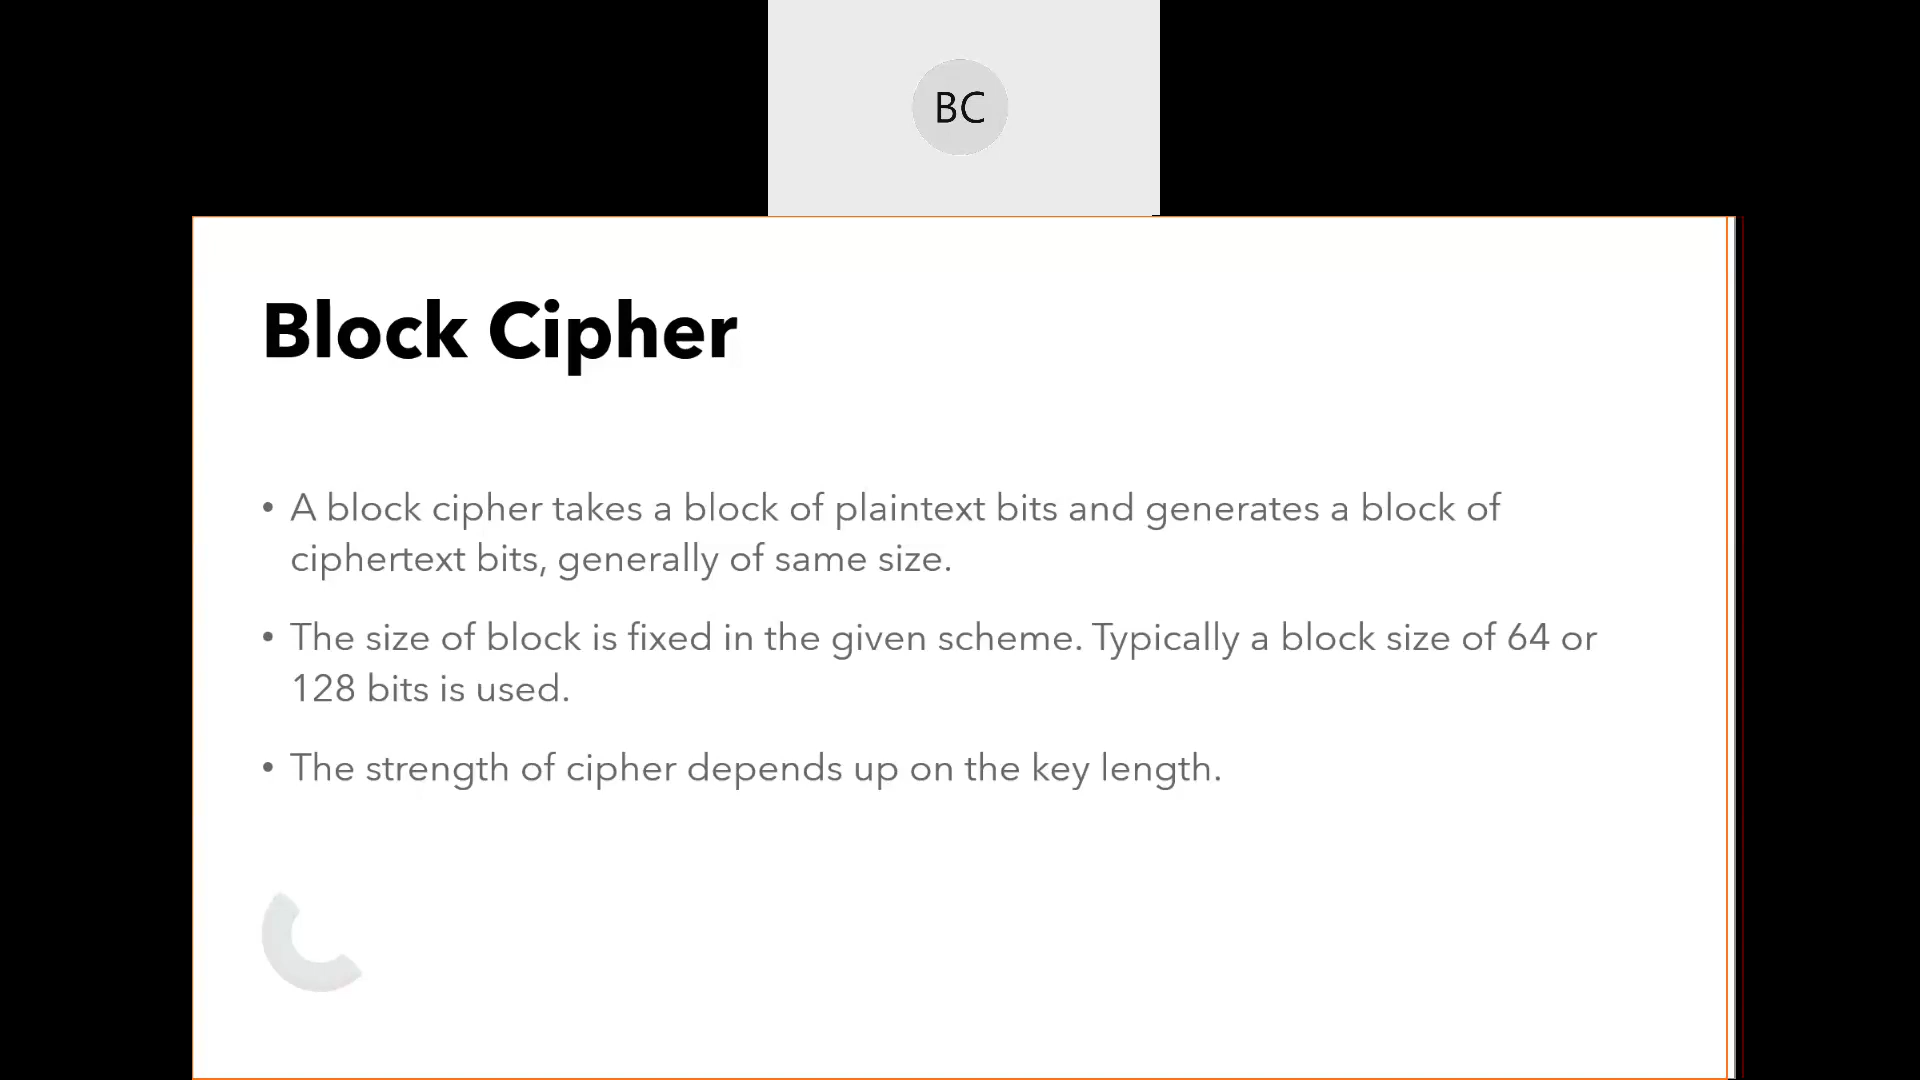 BC
Block Cipher
• A block cipher takes a block of plaintext bits and generates a block of
ciphertext bits, generally of same size.
• The size of block is fixed in the given scheme. Typically a block size of 64 or
128 bits is used.
• The strength of cipher depends up on the key length.